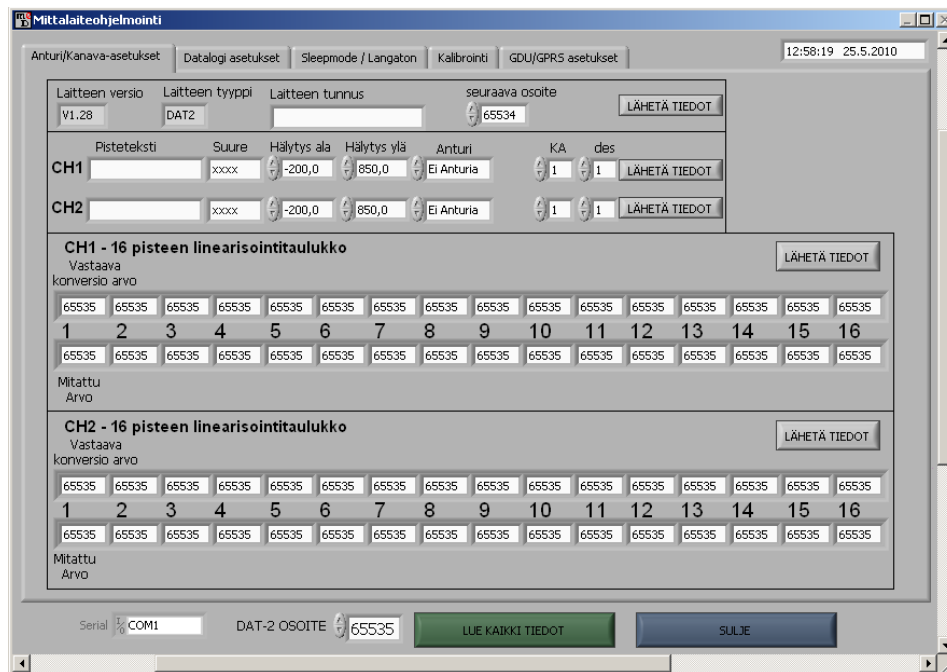 Mittalaiteohjelmointi
12:58:19 25.5.2010
Anturi/Kanava-asetukset Datalogi asetukset Sleepmode / Langaton Kalibrointi GDU/GPRS asetukset
Laitteen versio Laitteen tyyppi Laitteen tunnus seuraava osoite
V1.28 DAT2 65534 LÄHETÄ TIEDOT
Pisteteksti Suure Hälytys ala Hälytys ylä Anturi KA des
CH1 xxxx -200,0 850,0 Ei Anturia 1 1 LÄHETÄ TIEDOT
CH2 xxxx -200,0 850,0 Ei Anturia 1 1 LÄHETÄ TIEDOT
CH1 - 16 pisteen linearisointitaulukko
LÄHETÄ TIEDOT
Vastaava
konversio arvo
65535 65535 65535 65535 65535 65535 65535 65535 65535 65535 65535 65535 65535 65535 65535 65535
1 2 3 4 5 6 7 8 9 10 11 12 13 14 15 16
65535 65535 65535 65535 65535 65535 65535 65535 65535 65535 65535 65535 65535 65535 65535 65535
Mitattu
Arvo
CH2 - 16 pisteen linearisointitaulukko
LÄHETÄ TIEDOT
Vastaava
konversio arvo
65535 65535 65535 65535 65535 65535 65535 65535 65535 65535 65535 65535 65535 65535 65535 65535
1 2 3 4 5 6 7 8 9 10 11 12 13 14 15 16
65535 65535 65535 65535 65535 65535 65535 65535 65535 65535 65535 65535 65535 65535 65535 65535
Mitattu
Arvo
Serial COM1 DAT-2 OSOITE 65535 LUE KAIKKI TIEDOT SULJE